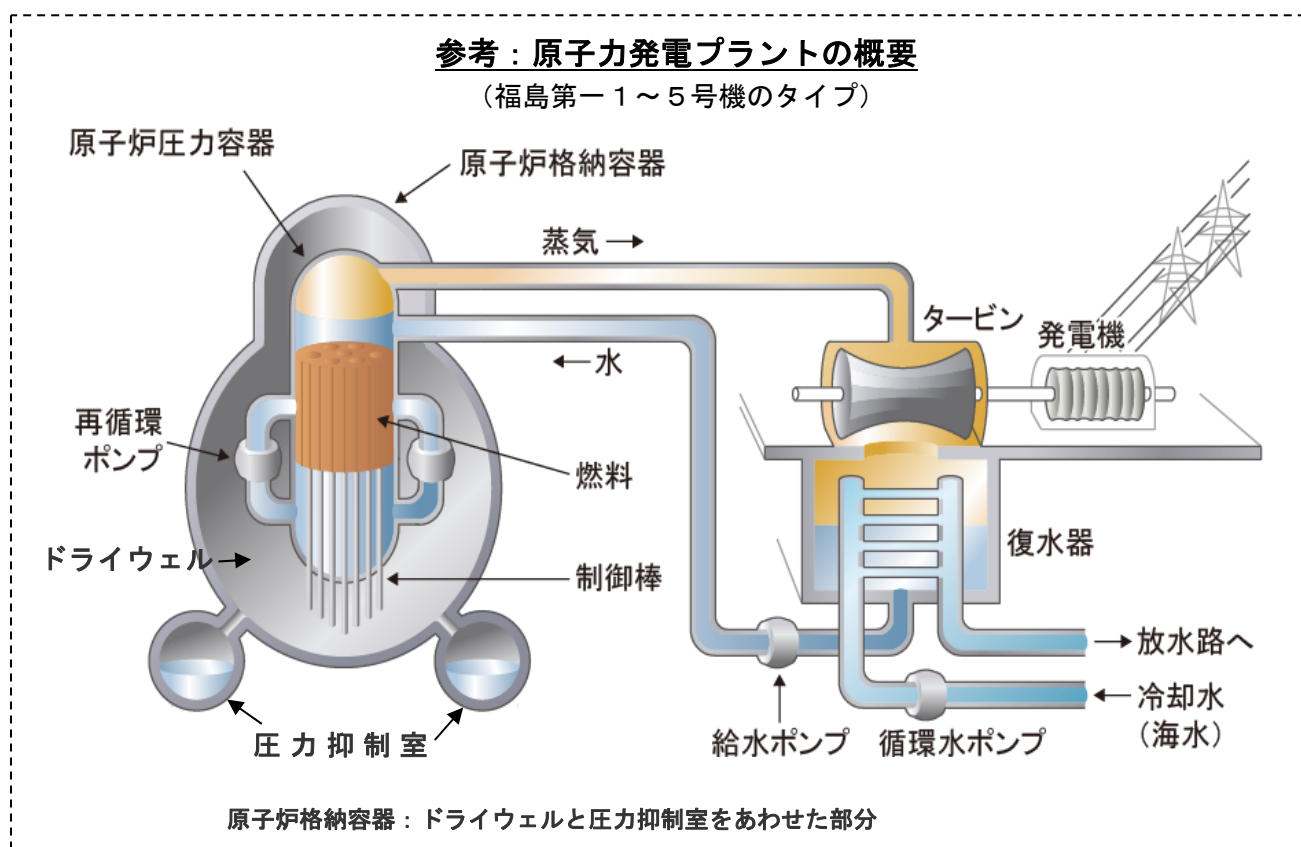 参考：原子力発電プラントの概要
（福島第一１～５号機のタイプ）
原子炉圧力容器
原子炉格納容器
蒸気 →
タービン
発電機
←水
再循環
ポンプ
燃料
ドライウェル →
制御棒
復水器
→放水路へ
←冷却水
（海水）
圧力抑制室
給水ポンプ
循環水ポンプ
原子炉格納容器：ドライウェルと圧力抑制室をあわせた部分